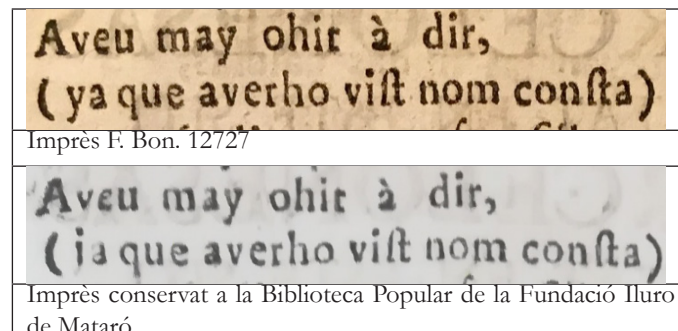 Aveu may ohit à dir,
( ya que averho viſt nom conſta)
Imprès F. Bon. 12727
Aveu may ohit à dir,
( ia que averho viſt nom conſta)
Imprès conservat a la Biblioteca Popular de la Fundació Iluro
de Mataró